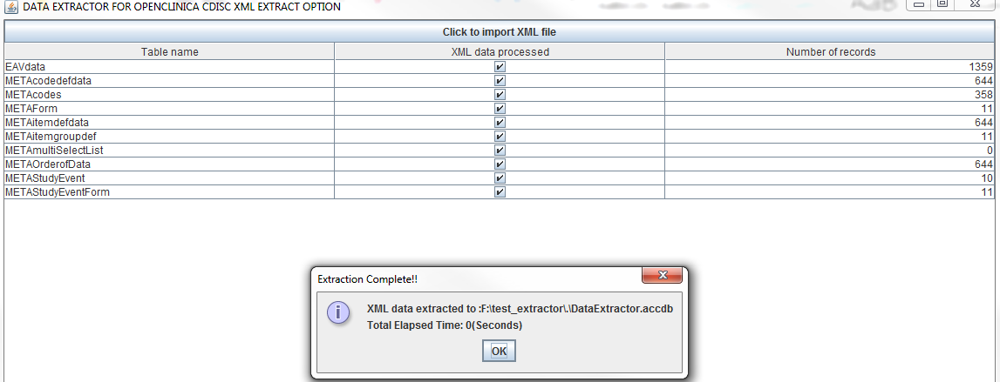 DATA EXTRACTOR FOR OPENCLINICA CDISC XML EXTRACT OPTION
Click to import XML file
Table name XML data processed Number of records
EAVdata 1359
METAcodedefdata 644
METAcodes 358
METAForm 11
METAitemdefdata 644
METAitemgroupdef 11
METAmultiSelectList 0
METAOrderofData 644
METAStudyEvent 10
METAStudyEventForm 11
Extraction Complete!!
XML data extracted to :F:\test_extractor\.\DataExtractor.accdb
Total Elapsed Time: 0(Seconds)
OK